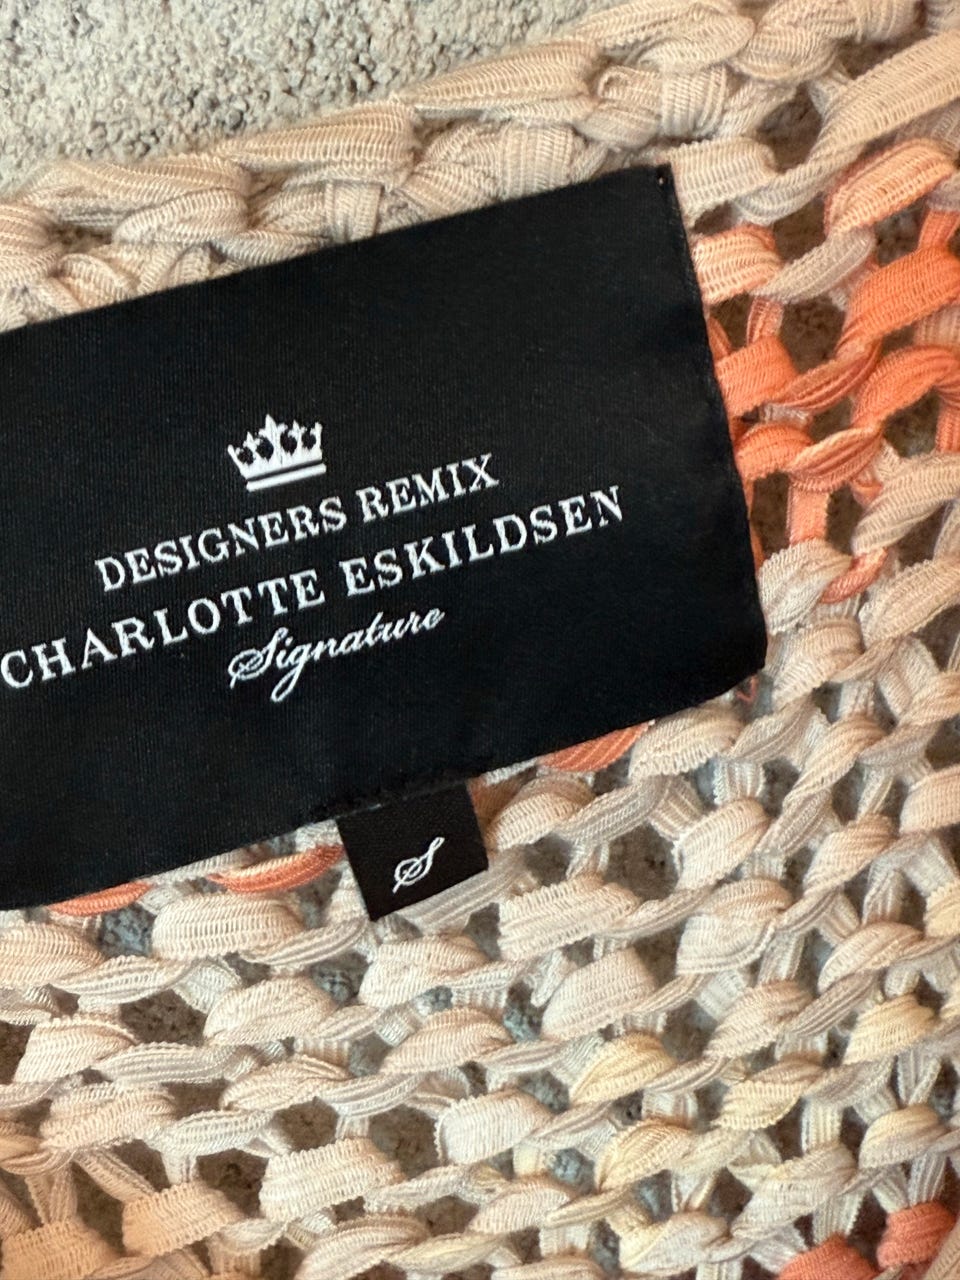 DESIGNERS REMIX
CHARLOTTE ESKILDSEN
Signature
S